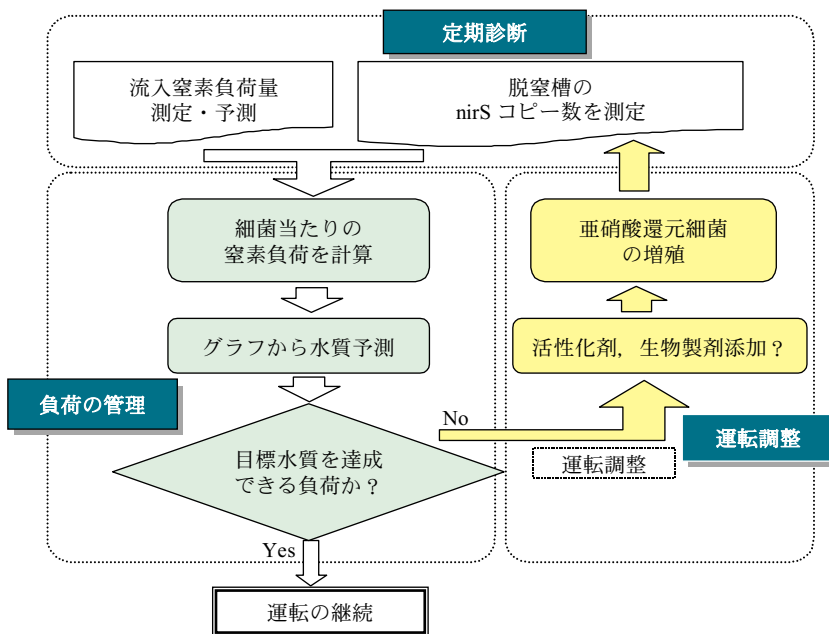 定期診断
流入窒素負荷量
測定・予測
脱窒槽の
nirS コピー数を測定
細菌当たりの
窒素負荷を計算
亜硝酸還元細菌
の増殖
グラフから水質予測
活性化剤，生物製剤添加？
負荷の管理
No
運転調整
運転調整
目標水質を達成
できる負荷か？
Yes
運転の継続